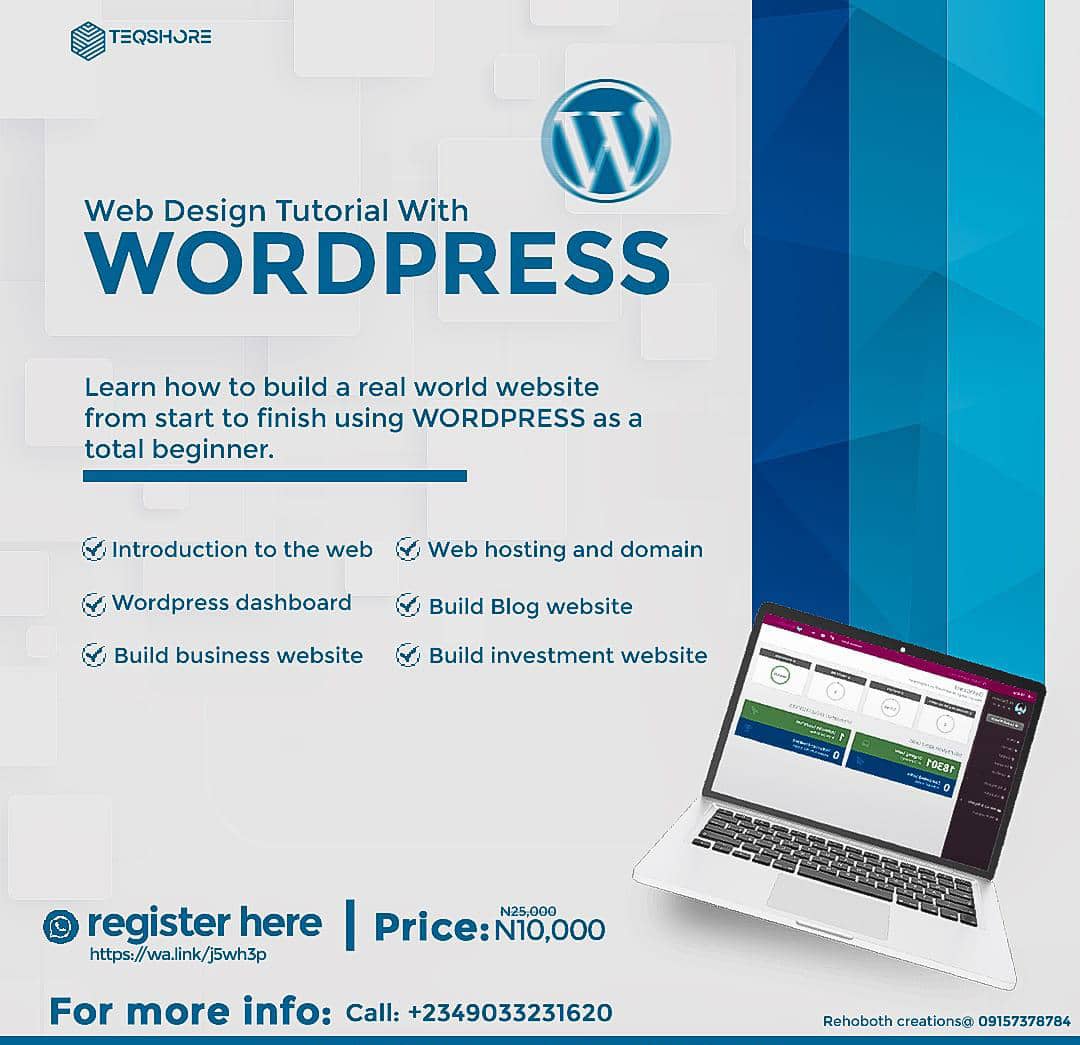 TEQSHORE
W
Web Design Tutorial With
WORDPRESS
Learn how to build a real world website
from start to finish using WORDPRESS as a
total beginner.
Introduction to the web
Web hosting and domain
Wordpress dashboard
Build Blog website
Build business website
Build investment website
register here
https://wa.link/j5wh3p
Price: N25,000
N10,000
For more info: Call: +2349033231620
Rehoboth creations@ 09157378784